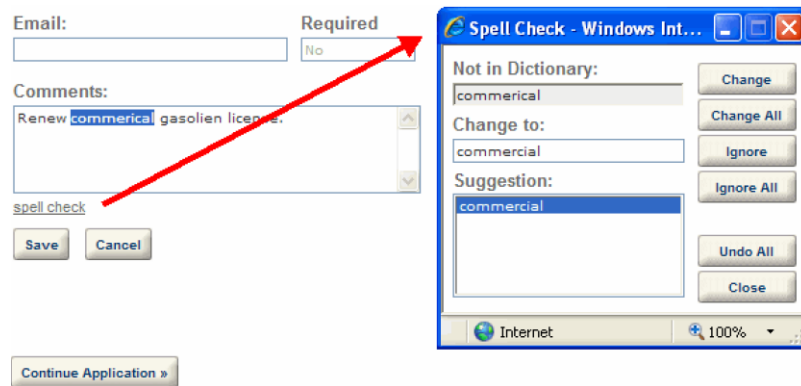 Email:
Required
No
Comments:
Renew commerical gasolien license.
spell check
Save
Cancel
Continue Application »
Spell Check - Windows Int...
Not in Dictionary:
commerical
Change to:
commercial
Suggestion:
commercial
Change
Change All
Ignore
Ignore All
Undo All
Close
Internet
100%